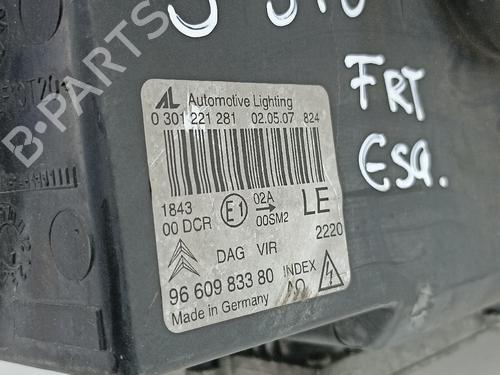 B-PARTS
FRT
ESQ.
AL Automotive Lighting
0 301 221 281 02.05.07 824
1843
00 DCR E1 02A
00SM2 LE
DAG VIR 2220
96 609 833 80 INDEX
Made in Germany